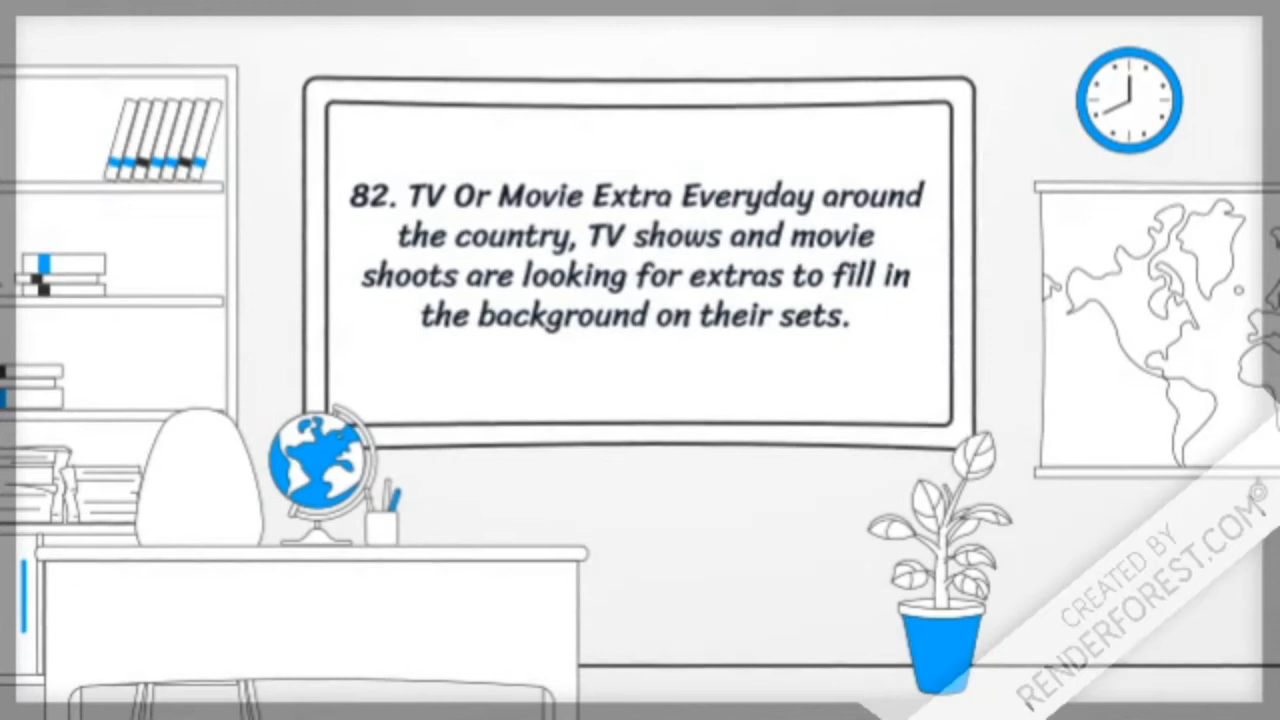 82. TV Or Movie Extra Everyday around
the country, TV shows and movie
shoots are looking for extras to fill in
the background on their sets.
CREATED BY
RENDERFOREST.COM